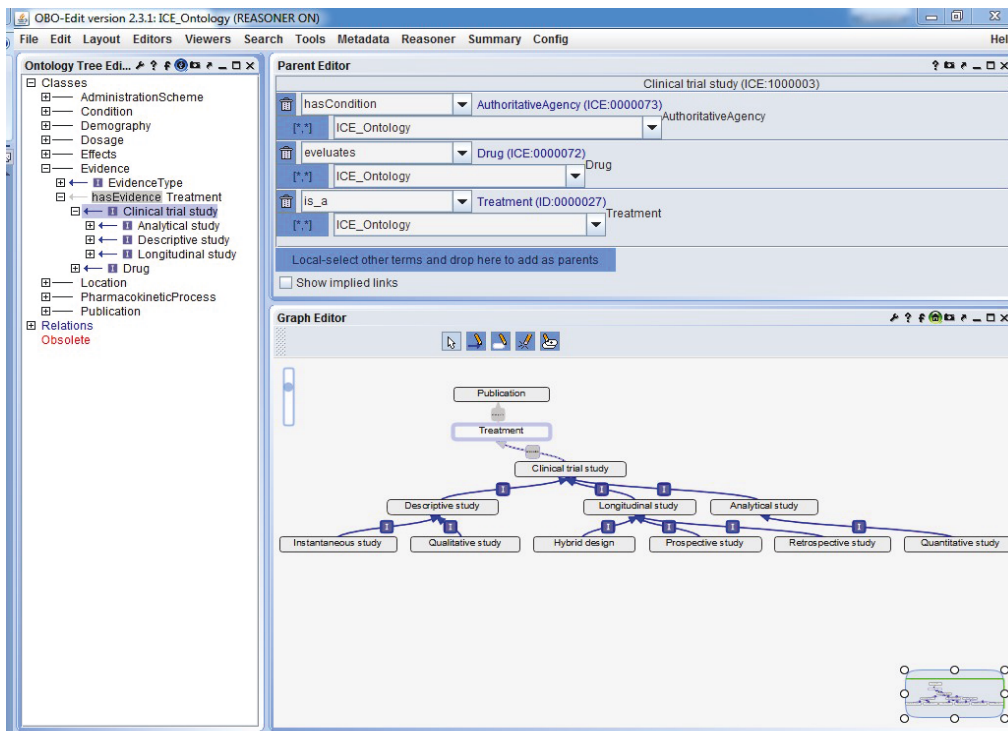 OBO-Edit version 2.3.1: ICE_Ontology (REASONER ON)
File Edit Layout Editors Viewers Search Tools Metadata Reasoner Summary Config Hel
Ontology Tree Edi...
Classes
AdministrationScheme
Condition
Demography
Dosage
Effects
Evidence
I EvidenceType
hasEvidence Treatment
I Clinical trial study
I Analytical study
I Descriptive study
I Longitudinal study
I Drug
Location
PharmacokineticProcess
Publication
Relations
Obsolete
Parent Editor
Clinical trial study (ICE:1000003)
hasCondition AuthoritativeAgency (ICE:0000073)
[*,*] ICE_Ontology AuthoritativeAgency
eveluates Drug (ICE:0000072)
[*,*] ICE_Ontology Drug
is_a Treatment (ID:0000027)
[*,*] ICE_Ontology Treatment
Local-select other terms and drop here to add as parents
Show implied links
Graph Editor
Publication
Treatment
Clinical trial study
I I I
Descriptive study Longitudinal study Analytical study
I I I I I
Instantaneous study Qualitative study Hybrid design Prospective study Retrospective study Quantitative study